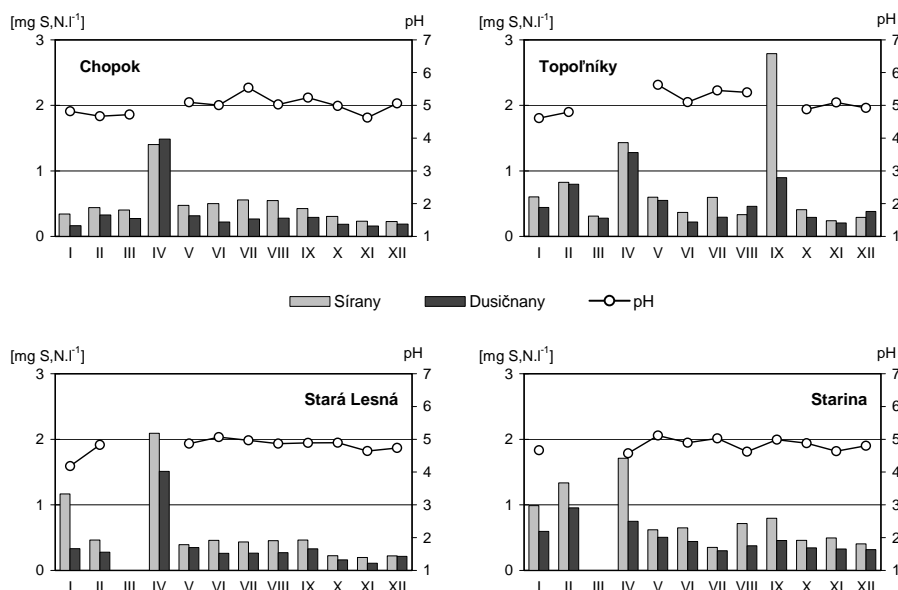 [mg S,N.l-1] pH [mg S,N.l-1] pH
3 7 3 7
Chopok Topoľníky
6 6
2 5 2 5
4 4
1 3 1 3
2 2
0 1 0 1
I II III IV V VI VII VIII IX X XI XII I II III IV V VI VII VIII IX X XI XII
Sírany Dusičnany pH
[mg S,N.l-1] pH [mg S,N.l-1] pH
3 7 3 7
Stará Lesná Starina
6 6
2 5 2 5
4 4
1 3 1 3
2 2
0 1 0 1
I II III IV V VI VII VIII IX X XI XII I II III IV V VI VII VIII IX X XI XII